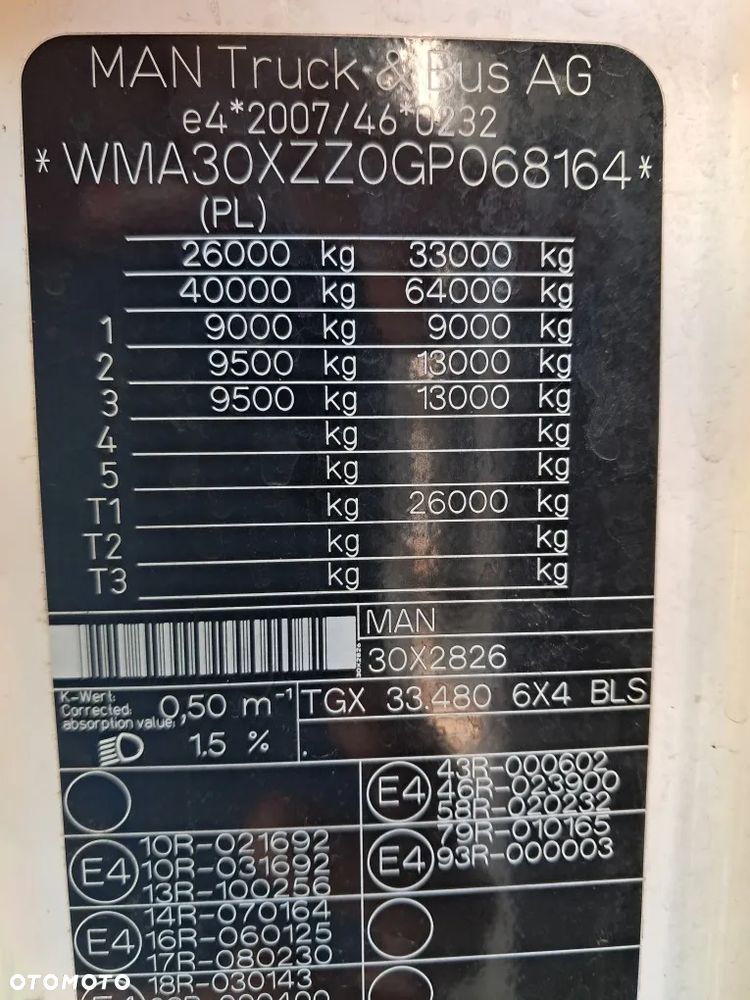 MAN Truck & Bus AG
e4*2007/46*0232
*WMA30XZZ0GP068164*
(PL)
26000 kg 33000 kg
40000 kg 64000 kg
1 9000 kg 9000 kg
2 9500 kg 13000 kg
3 9500 kg 13000 kg
4 kg kg
5 kg kg
T1 kg 26000 kg
T2 kg kg
T3 kg kg
MAN
30X2826
30X2826
K-Wert:
Corrected
absorption value:
0,50 m⁻¹
TGX 33.480 6X4 BLS
1.5 %
.
E4 43R-000602
46R-023900
58R-020232
E4 79R-010165
93R-000003
E4 10R-021692
10R-031692
13R-100256
E4 14R-070164
16R-060125
17R-080230
E4 18R-030143
OTOMOTO